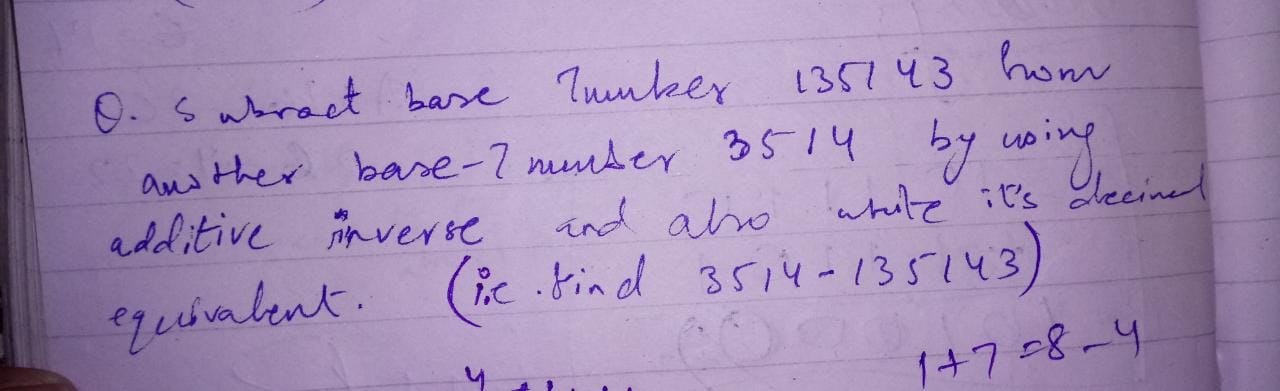 Q. Subract base 7number 135143 from
another base-7 number 3514 by using
additive inverse and also write it's decimal
equivalent. (i.e. find 3514-135143)
4
1+7=8-4